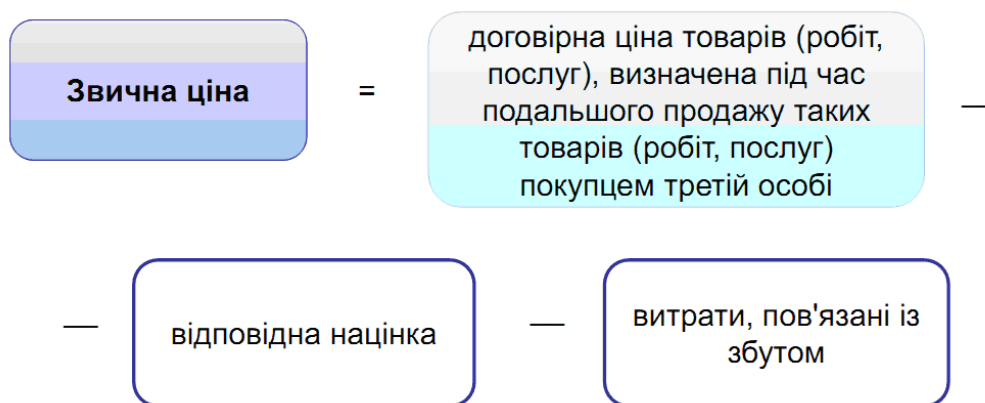 Звична ціна
=
договірна ціна товарів (робіт,
послуг), визначена під час
подальшого продажу таких
товарів (робіт, послуг)
покупцем третій особі
—
—
відповідна націнка
—
витрати, пов'язані із
збутом